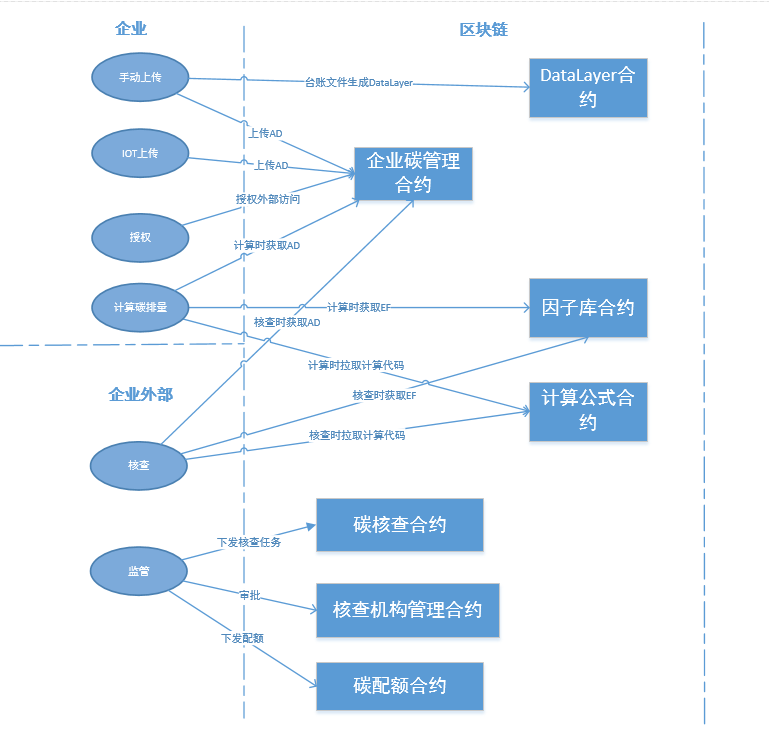 企业
区块链
手动上传
台账文件生成DataLayer
DataLayer合
约
上传AD
IOT上传
上传AD
企业碳管理
合约
授权外部访问
授权
计算时获取AD
计算碳排量
计算时获取EF
因子库合约
核查时获取AD
计算时拉取计算代码
企业外部
核查时获取EF
计算公式合
约
核查时拉取计算代码
核查
碳核查合约
下发核查任务
监管
审批
核查机构管理合约
下发配额
碳配额合约